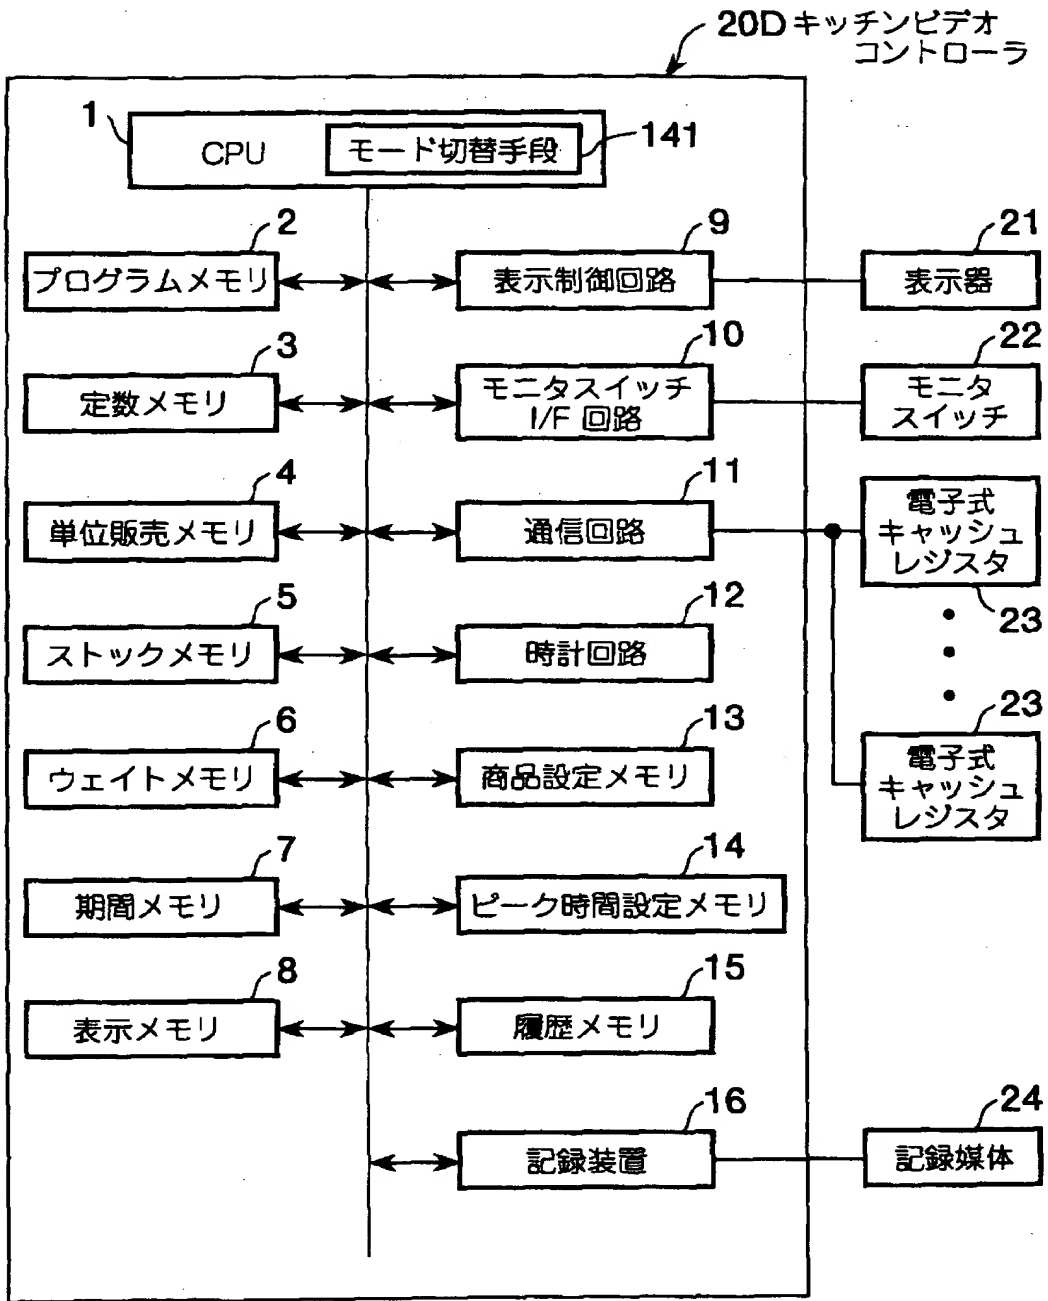 20D キッチンビデオ
コントローラ
1
CPU
モード切替手段
141
2
プログラムメモリ
9
表示制御回路
21
表示器
3
定数メモリ
10
モニタスイッチ
I/F 回路
22
モニタ
スイッチ
4
単位販売メモリ
11
通信回路
電子式
キャッシュ
レジスタ
23
5
ストックメモリ
12
時計回路
6
ウェイトメモリ
13
商品設定メモリ
23
電子式
キャッシュ
レジスタ
7
期間メモリ
14
ピーク時間設定メモリ
8
表示メモリ
15
履歴メモリ
16
記録装置
24
記録媒体